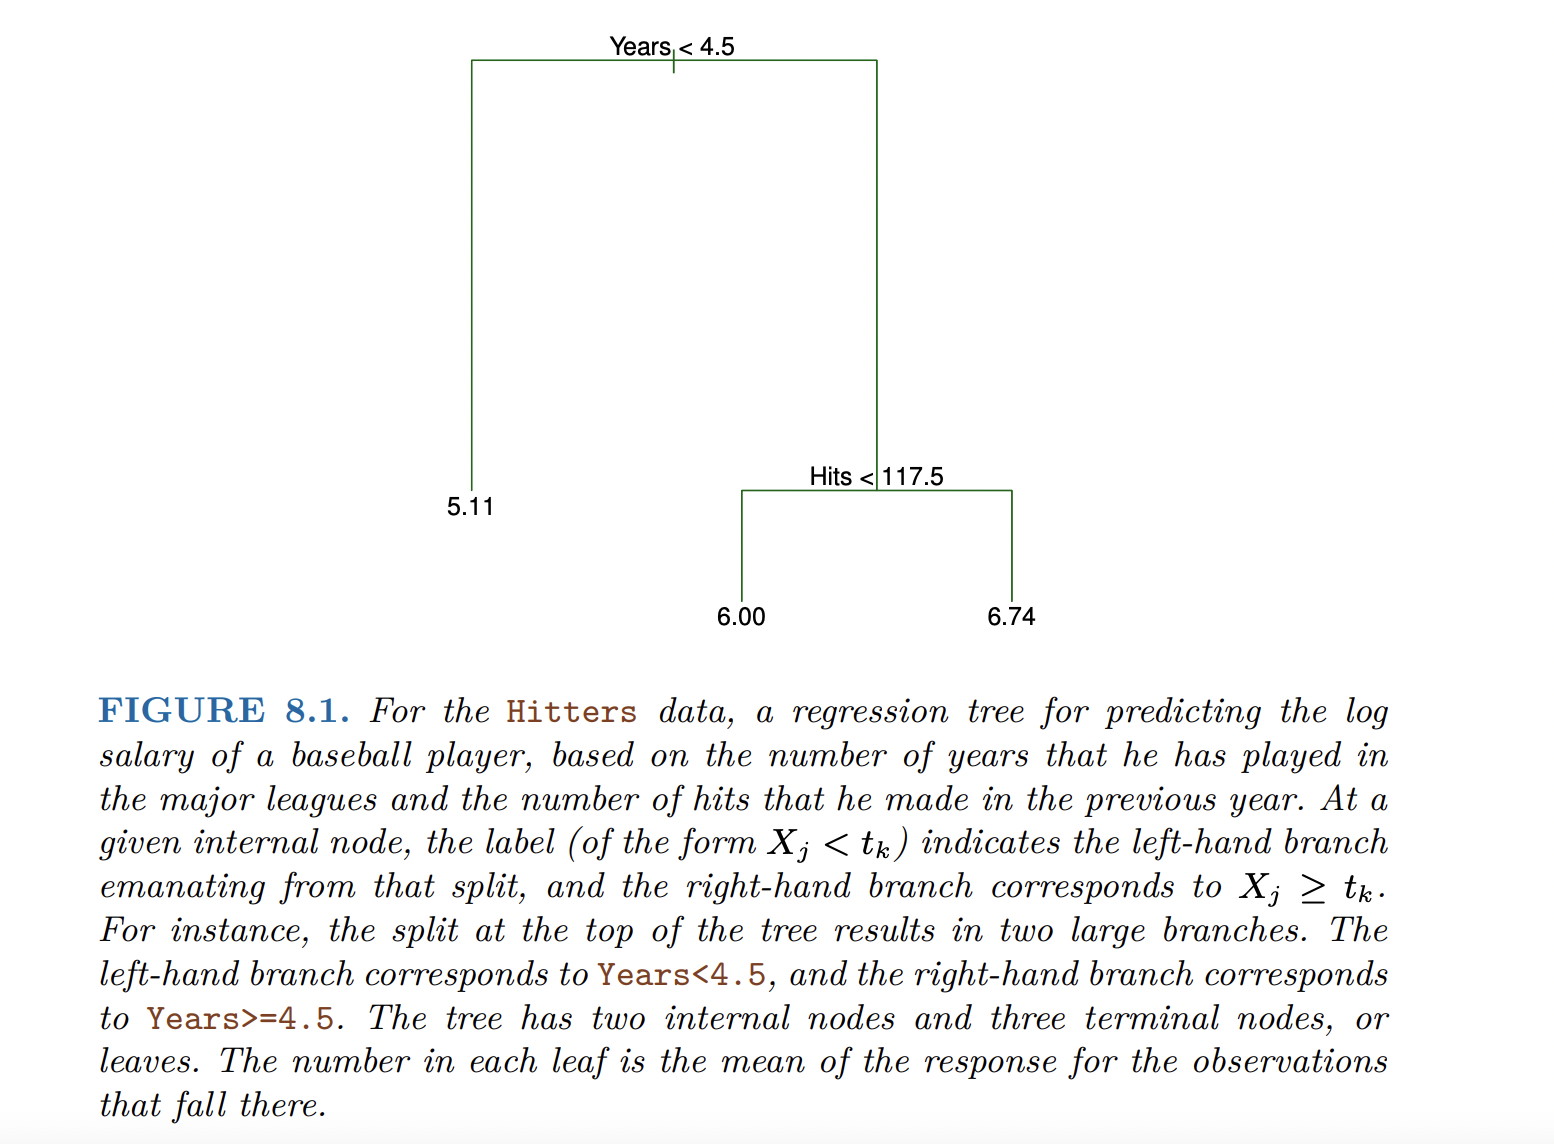 Years < 4.5
Hits < 117.5
5.11
6.00 6.74
FIGURE 8.1. For the Hitters data, a regression tree for predicting the log
salary of a baseball player, based on the number of years that he has played in
the major leagues and the number of hits that he made in the previous year. At a
given internal node, the label (of the form Xⱼ < tₖ) indicates the left-hand branch
emanating from that split, and the right-hand branch corresponds to Xⱼ ≥ tₖ.
For instance, the split at the top of the tree results in two large branches. The
left-hand branch corresponds to Years<4.5, and the right-hand branch corresponds
to Years>=4.5. The tree has two internal nodes and three terminal nodes, or
leaves. The number in each leaf is the mean of the response for the observations
that fall there.